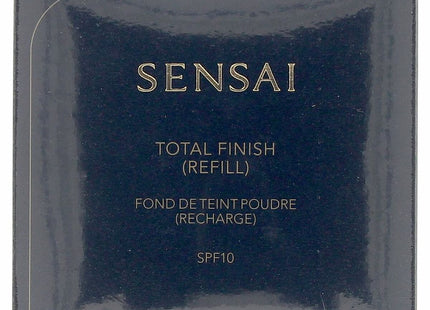 SENSAI
TOTAL FINISH
(REFILL)
FOND DE TEINT POUDRE
(RECHARGE)
SPF10